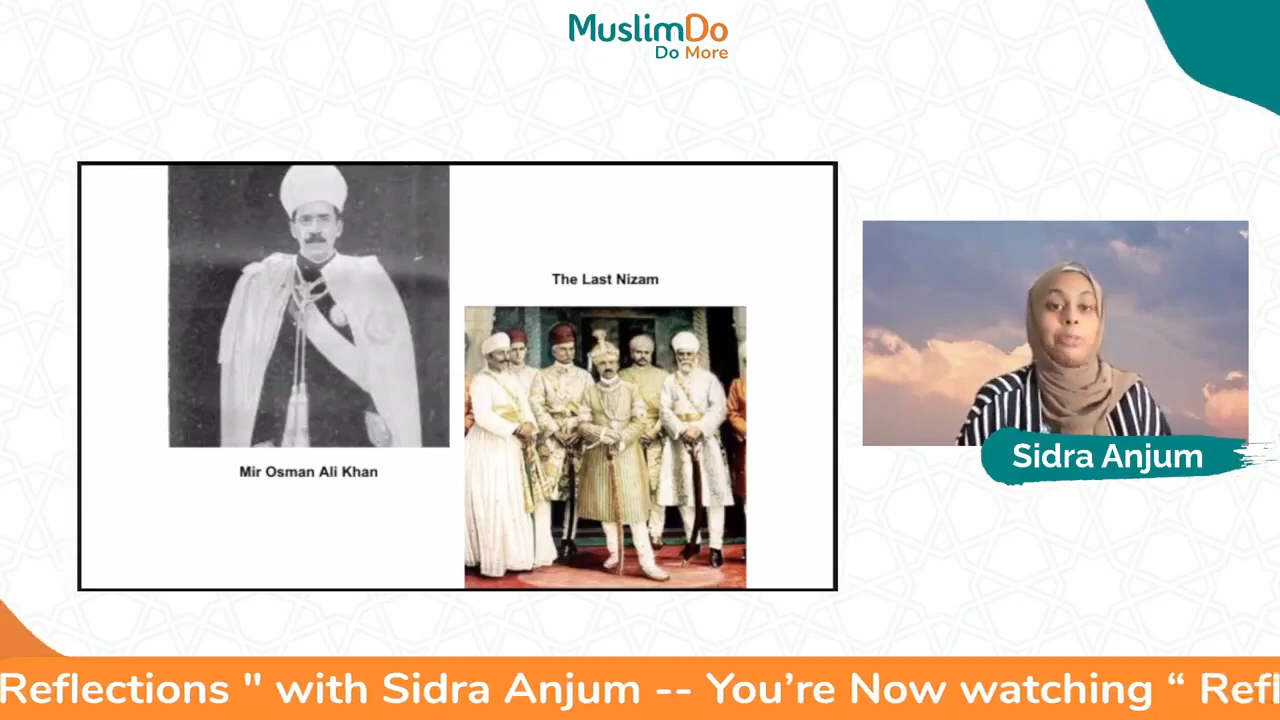 MuslimDo
Do More
The Last Nizam
Mir Osman Ali Khan
Sidra Anjum
Reflections " with Sidra Anjum -- You’re Now watching “ Refl